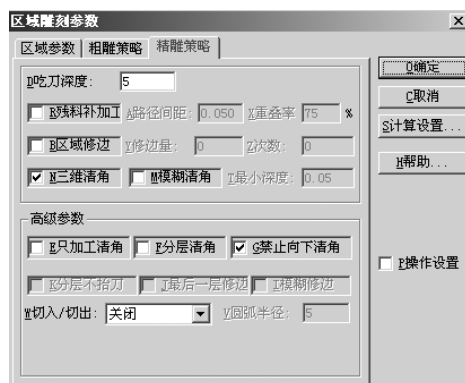 区域雕刻参数
区域参数 粗雕策略 精雕策略
D吃刀深度: 5
B残料补加工 A路径间距: 0.050 X重叠率 75 %
B区域修边 Y修边量: 0 Z次数: 0
N三维清角 M模糊清角 T最小深度: 0.05
高级参数
E只加工清角 F分层清角 G禁止向下清角
K分层不抬刀 J最后一层修边 I模糊修边
W切入/切出: 关闭 V圆弧半径: 5
O确定
C取消
S计算设置...
H帮助...
P操作设置